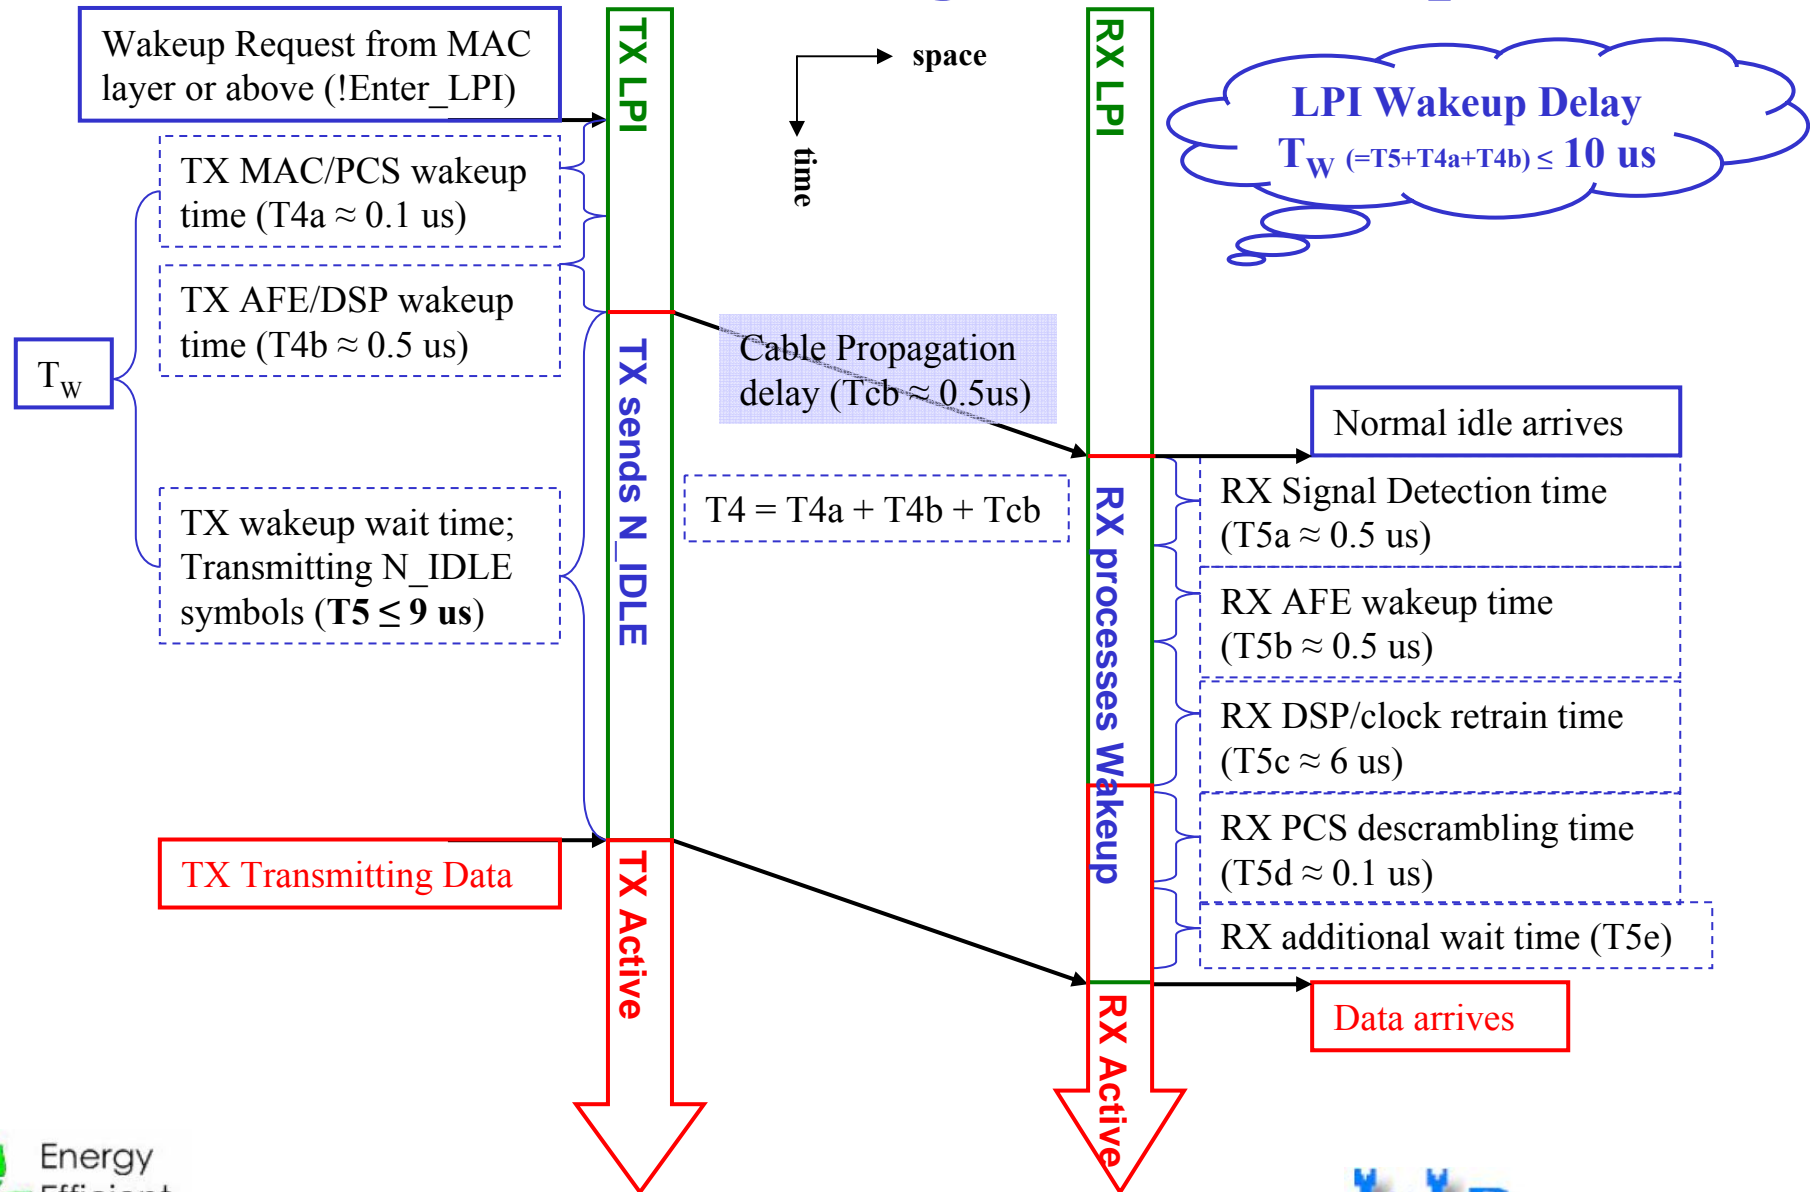 Wakeup Request from MAC
layer or above (!Enter_LPI)
TX LPI
space
time
RX LPI
LPI Wakeup Delay
TW (=T5+T4a+T4b) ≤ 10 us
TX MAC/PCS wakeup
time (T4a ≈ 0.1 us)
TX AFE/DSP wakeup
time (T4b ≈ 0.5 us)
TW
TX wakeup wait time;
Transmitting N_IDLE
symbols (T5 ≤ 9 us)
TX sends N_IDLE
Cable Propagation
delay (Tcb ≈ 0.5us)
T4 = T4a + T4b + Tcb
RX processes Wakeup
Normal idle arrives
RX Signal Detection time
(T5a ≈ 0.5 us)
RX AFE wakeup time
(T5b ≈ 0.5 us)
RX DSP/clock retrain time
(T5c ≈ 6 us)
RX PCS descrambling time
(T5d ≈ 0.1 us)
RX additional wait time (T5e)
TX Transmitting Data
TX Active
RX Active
Data arrives
Energy
Efficient